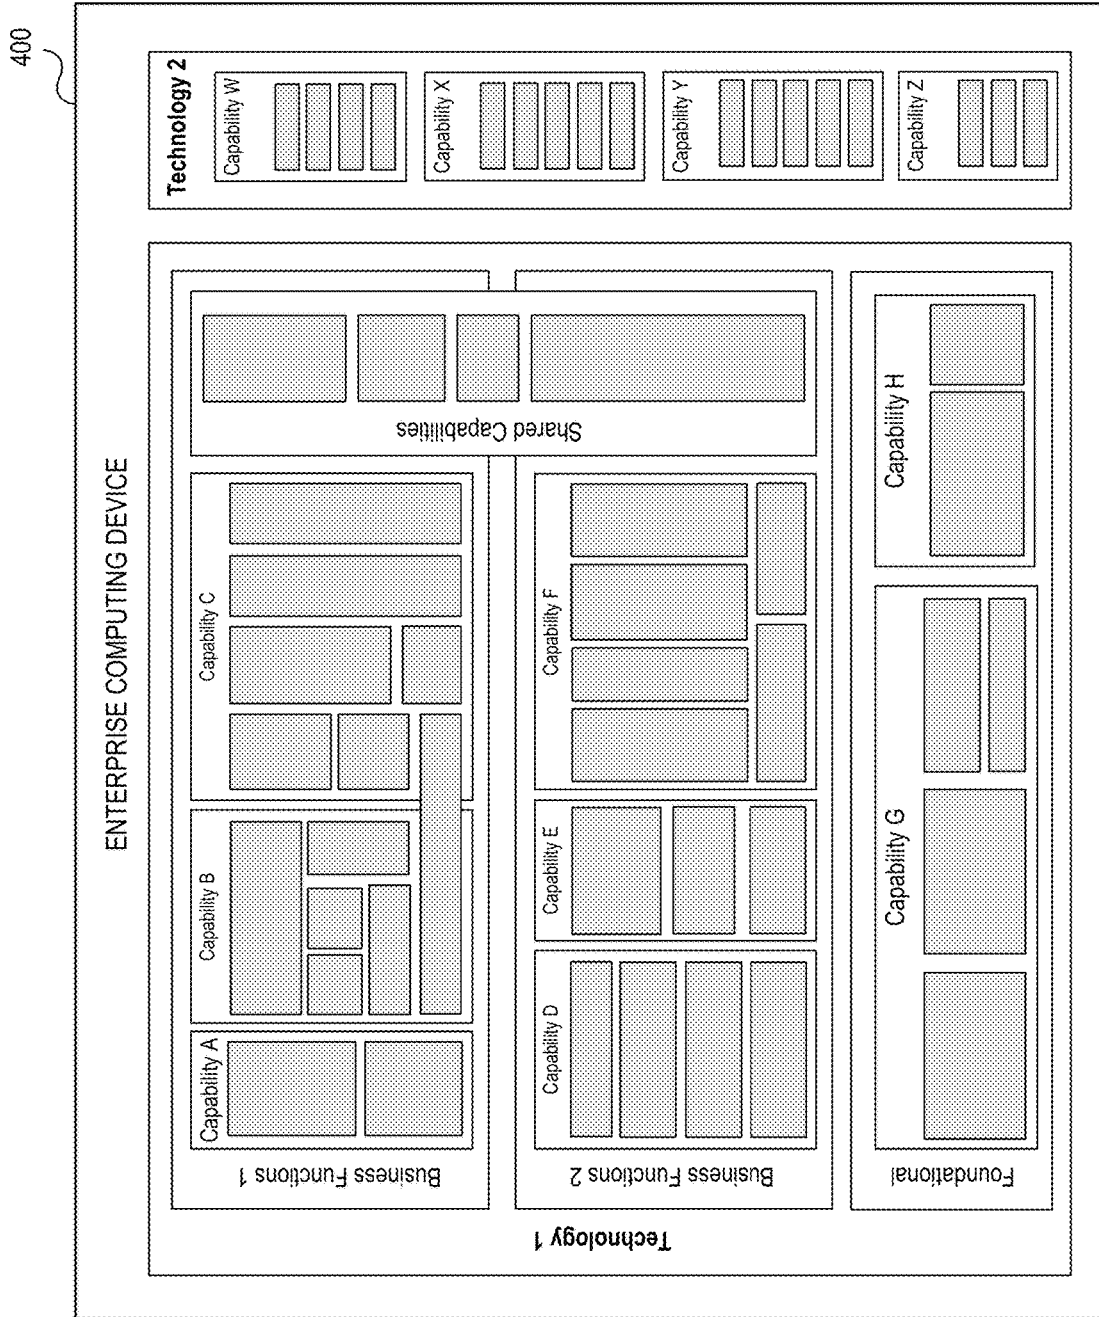 400
ENTERPRISE COMPUTING DEVICE
Technology 1
Business Functions 1
Capability A
Capability B
Capability C
Shared Capabilities
Business Functions 2
Capability D
Capability E
Capability F
Foundational
Capability G
Capability H
Technology 2
Capability W
Capability X
Capability Y
Capability Z